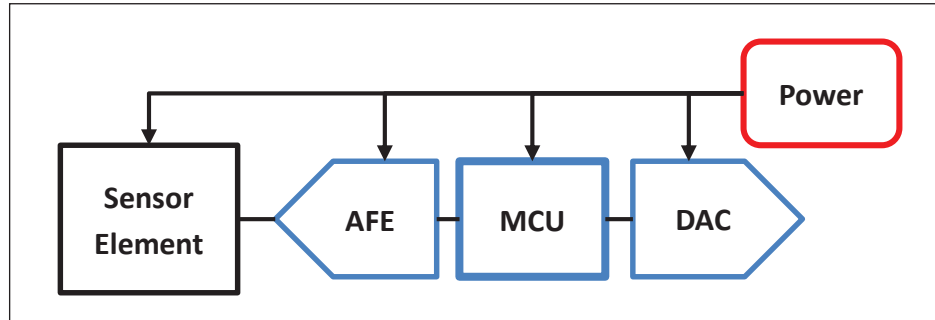 Power
Sensor
Element
AFE
MCU
DAC